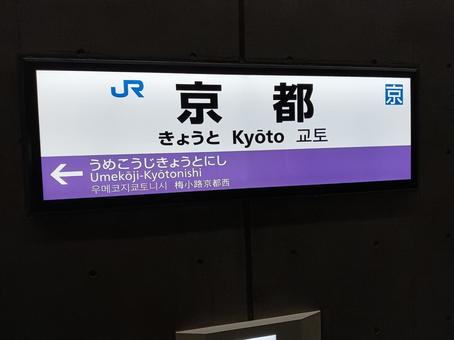 JR 京都 京
きょうと Kyōto 교토
← うめこうじきょうとにし
Umekōji-Kyōtonishi
우메코지쿄토니시 梅小路京都西